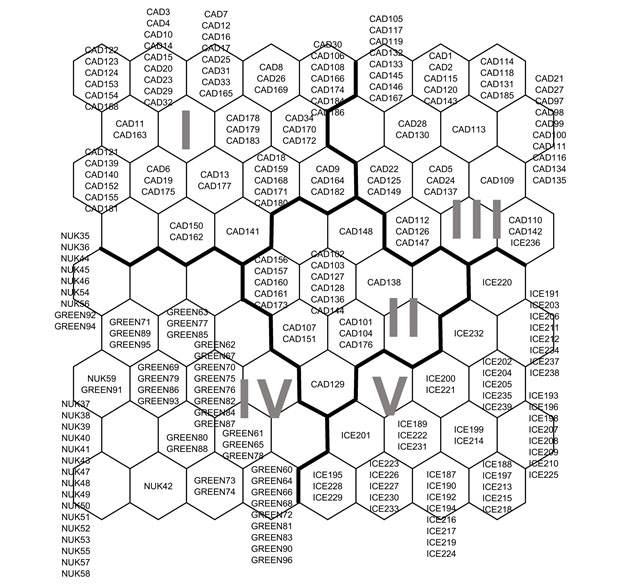 CAD122
CAD123
CAD124
CAD153
CAD154
CAD158
CAD3
CAD4
CAD10
CAD14
CAD15
CAD20
CAD23
CAD29
CAD32
CAD7
CAD12
CAD16
CAD17
CAD25
CAD31
CAD33
CAD165
CAD8
CAD26
CAD169
CAD30
CAD106
CAD108
CAD166
CAD174
CAD184
CAD186
CAD105
CAD117
CAD119
CAD132
CAD133
CAD145
CAD146
CAD167
CAD1
CAD2
CAD115
CAD120
CAD143
CAD114
CAD118
CAD131
CAD185
CAD11
CAD163
I
CAD178
CAD179
CAD183
CAD34
CAD170
CAD172
CAD28
CAD130
CAD113
CAD21
CAD27
CAD97
CAD98
CAD99
CAD100
CAD111
CAD116
CAD134
CAD135
CAD121
CAD139
CAD140
CAD152
CAD155
CAD181
CAD6
CAD19
CAD175
CAD13
CAD177
CAD18
CAD159
CAD168
CAD171
CAD180
CAD9
CAD164
CAD182
CAD22
CAD125
CAD149
CAD5
CAD24
CAD137
CAD109
NUK35
NUK36
NUK44
NUK45
NUK46
NUK54
NUK56
GREEN92
GREEN94
CAD150
CAD162
CAD141
CAD148
CAD112
CAD126
CAD147
III
CAD110
CAD142
ICE236
CAD156
CAD157
CAD160
CAD161
CAD173
CAD102
CAD103
CAD127
CAD128
CAD136
CAD144
CAD138
II
ICE220
GREEN71
GREEN89
GREEN95
GREEN63
GREEN77
GREEN85
CAD107
CAD151
CAD101
CAD104
CAD176
ICE232
ICE191
ICE203
ICE206
ICE211
ICE212
ICE234
ICE237
ICE238
NUK59
GREEN91
GREEN69
GREEN79
GREEN86
GREEN93
GREEN62
GREEN67
GREEN70
GREEN75
GREEN76
GREEN82
GREEN84
GREEN87
IV
CAD129
V
ICE200
ICE221
ICE202
ICE204
ICE205
ICE235
ICE239
NUK37
NUK38
NUK39
NUK40
NUK41
NUK43
NUK47
NUK48
NUK49
NUK50
NUK51
NUK52
NUK53
NUK55
NUK57
NUK58
GREEN80
GREEN88
GREEN61
GREEN65
GREEN78
ICE201
ICE189
ICE222
ICE231
ICE199
ICE214
ICE193
ICE196
ICE198
ICE207
ICE208
ICE209
ICE210
ICE225
NUK42
GREEN73
GREEN74
GREEN60
GREEN64
GREEN66
GREEN68
GREEN72
GREEN81
GREEN83
GREEN90
GREEN96
ICE195
ICE228
ICE229
ICE223
ICE226
ICE227
ICE230
ICE233
ICE187
ICE190
ICE192
ICE194
ICE216
ICE217
ICE219
ICE224
ICE188
ICE197
ICE213
ICE215
ICE218